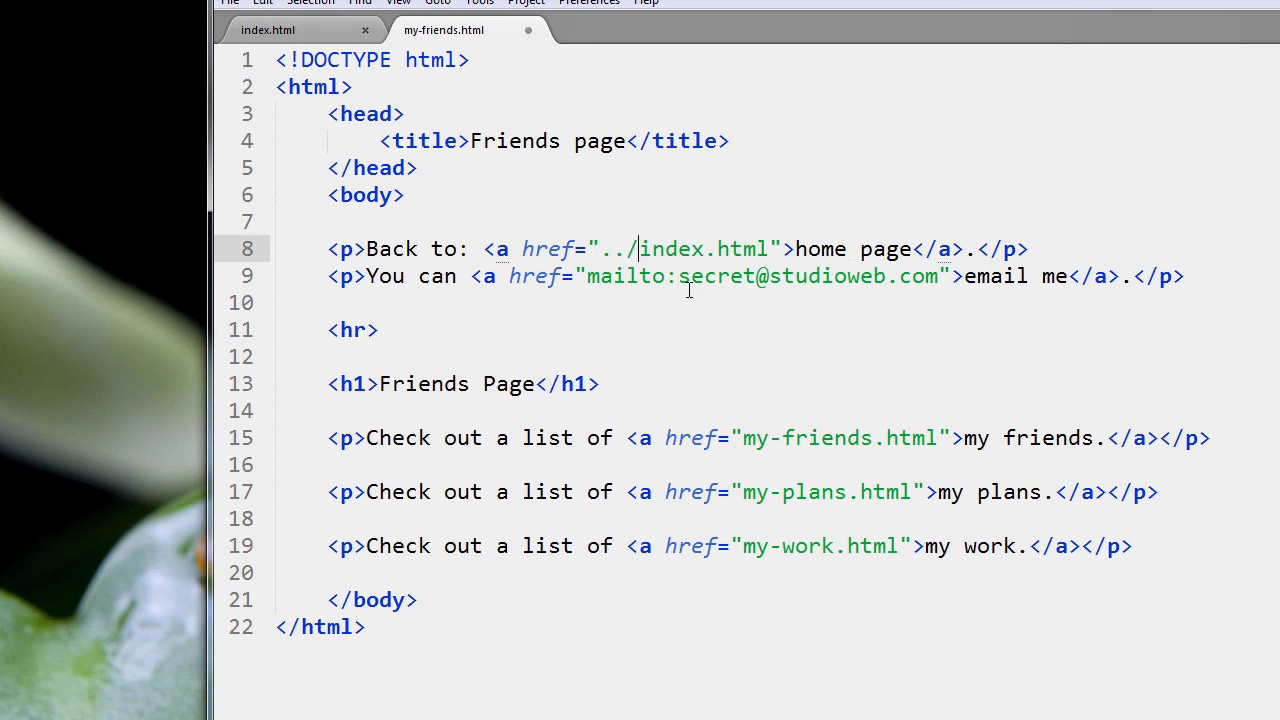 File Edit Selection Find View Goto Tools Project Preferences Help
index.html × my-friends.html
1 <!DOCTYPE html>
2 <html>
3 <head>
4 <title>Friends page</title>
5 </head>
6 <body>
7
8 <p>Back to: <a href="../index.html">home page</a>.</p>
9 <p>You can <a href="mailto:secret@studioweb.com">email me</a>.</p>
10
11 <hr>
12
13 <h1>Friends Page</h1>
14
15 <p>Check out a list of <a href="my-friends.html">my friends.</a></p>
16
17 <p>Check out a list of <a href="my-plans.html">my plans.</a></p>
18
19 <p>Check out a list of <a href="my-work.html">my work.</a></p>
20
21 </body>
22 </html>